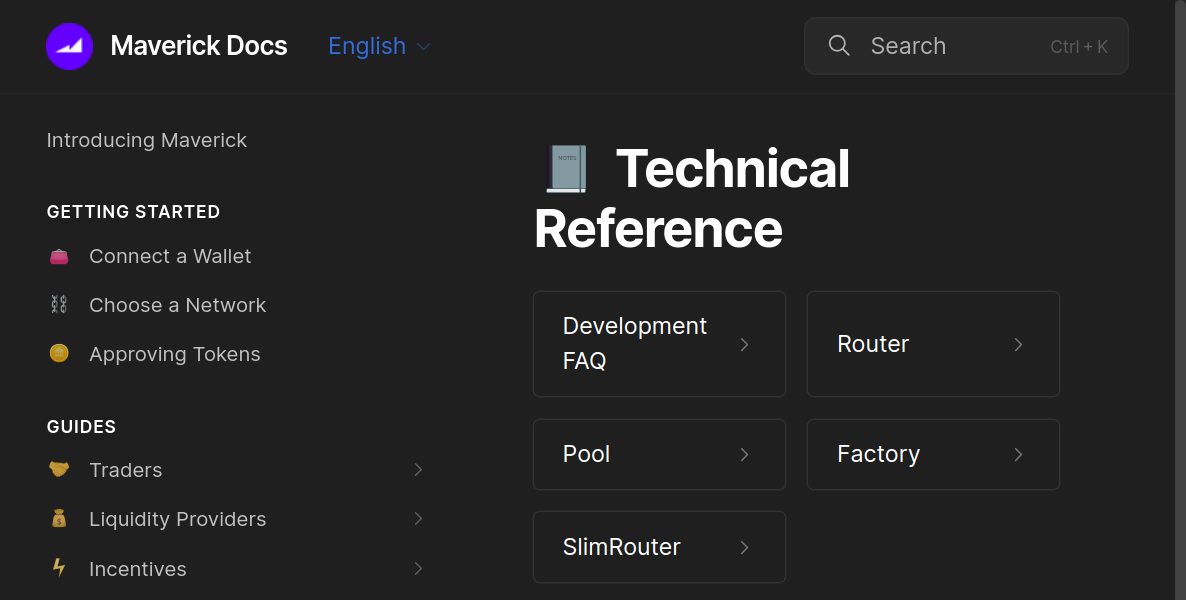 Maverick Docs
English
Search
Ctrl + K
Introducing Maverick
GETTING STARTED
Connect a Wallet
Choose a Network
Approving Tokens
GUIDES
Traders
Liquidity Providers
Incentives
NOTES
Technical
Reference
Development
FAQ
Router
Pool
Factory
SlimRouter